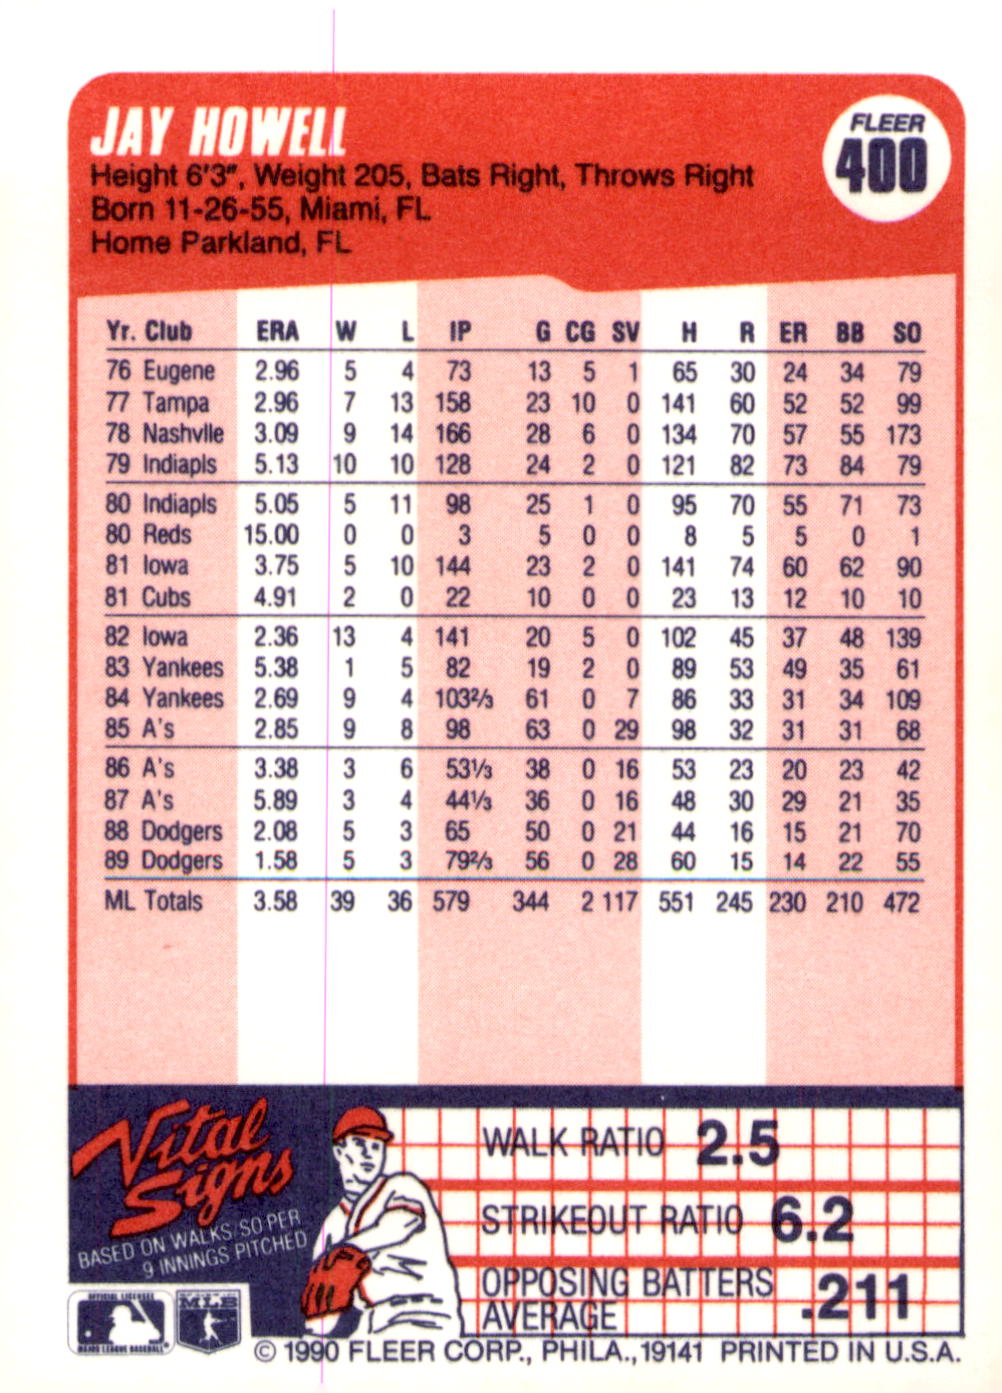 JAY HOWELL
FLEER
400
Height 6'3", Weight 205, Bats Right, Throws Right
Born 11-26-55, Miami, FL
Home Parkland, FL
Yr. Club ERA W L IP G CG SV H R ER BB SO
76 Eugene 2.96 5 4 73 13 5 1 65 30 24 34 79
77 Tampa 2.96 7 13 158 23 10 0 141 60 52 52 99
78 Nashvlle 3.09 9 14 166 28 6 0 134 70 57 55 173
79 Indiapls 5.13 10 10 128 24 2 0 121 82 73 84 79
80 Indiapls 5.05 5 11 98 25 1 0 95 70 55 71 73
80 Reds 15.00 0 0 3 5 0 0 8 5 5 0 1
81 Iowa 3.75 5 10 144 23 2 0 141 74 60 62 90
81 Cubs 4.91 2 0 22 10 0 0 23 13 12 10 10
82 Iowa 2.36 13 4 141 20 5 0 102 45 37 48 139
83 Yankees 5.38 1 5 82 19 2 0 89 53 49 35 61
84 Yankees 2.69 9 4 103⅔ 61 0 7 86 33 31 34 109
85 A's 2.85 9 8 98 63 0 29 98 32 31 31 68
86 A's 3.38 3 6 53⅓ 38 0 16 53 23 20 23 42
87 A's 5.89 3 4 44⅓ 36 0 16 48 30 29 21 35
88 Dodgers 2.08 5 3 65 50 0 21 44 16 15 21 70
89 Dodgers 1.58 5 3 79⅔ 56 0 28 60 15 14 22 55
ML Totals 3.58 39 36 579 344 2 117 551 245 230 210 472
Vital
Signs
BASED ON WALKS/SO PER
9 INNINGS PITCHED
WALK RATIO 2.5
STRIKEOUT RATIO 6.2
OPPOSING BATTERS
AVERAGE .211
OFFICIAL LICENSEE
MAJOR LEAGUE BASEBALL
MLB
© 1990 FLEER CORP., PHILA., 19141 PRINTED IN U.S.A.